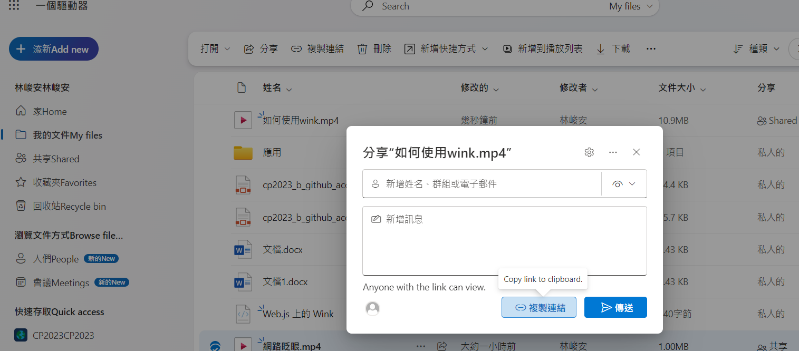 一個驅動器
Search
My files
添新Add new
打開
分享
複製連結
刪除
新增快捷方式
新增到播放列表
下載
種類
林峻安林峻安
家Home
我的文件My files
共享Shared
收藏夾Favorites
回收站Recycle bin
瀏覽文件方式Browse file...
人們People 新的New
會議Meetings 新的New
快速存取Quick access
CP2023CP2023
姓名
修改的
修改者
文件大小
分享
如何使用wink.mp4
幾秒鐘前
林峻安
10.9MB
Shared
應用
項目
私人的
cp2023_b_github_acc
4.4 KB
私人的
cp2023_b_github_acc
5.7 KB
私人的
文檔.docx
.43 KB
私人的
文檔1.docx
.43 KB
私人的
Web.js 上的 Wink
40字節
私人的
網路眨眼.mp4
大約一小時前
林峻安
1.00MB
共享
分享“如何使用wink.mp4”
新增姓名、群組或電子郵件
新增訊息
Anyone with the link can view.
Copy link to clipboard.
複製連結
傳送